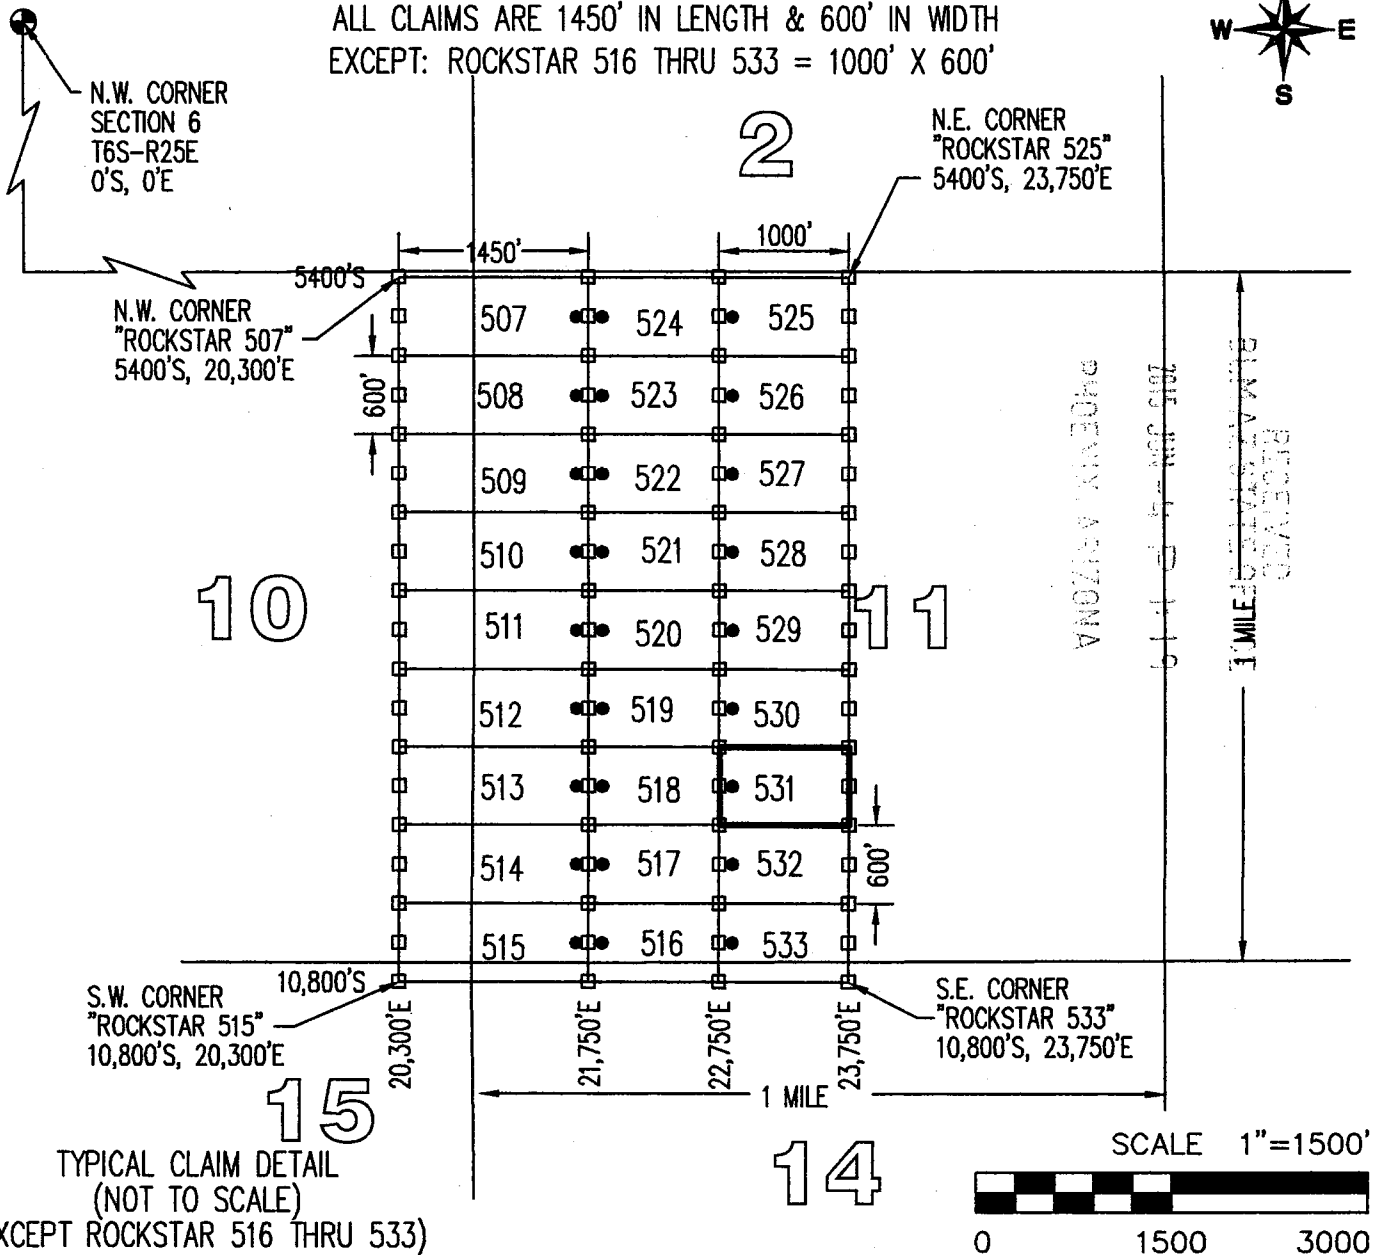 ALL CLAIMS ARE 1450' IN LENGTH & 600' IN WIDTH
EXCEPT: ROCKSTAR 516 THRU 533 = 1000' X 600'
W E
S
N.W. CORNER
SECTION 6
T6S-R25E
0'S, 0'E
2
N.E. CORNER
"ROCKSTAR 525"
5400'S, 23,750'E
1450'
1000'
5400'S
N.W. CORNER
"ROCKSTAR 507"
5400'S, 20,300'E
600'
507 524 525
508 523 526
509 522 527
510 521 528
10
11
511 520 529
512 519 530
513 518 531
514 517 532
600'
515 516 533
1 MILE
PHOENIX, ARIZONA
RECEIVED
10,800'S
S.W. CORNER
"ROCKSTAR 515"
10,800'S, 20,300'E
20,300'E
21,750'E
22,750'E
23,750'E
S.E. CORNER
"ROCKSTAR 533"
10,800'S, 23,750'E
1 MILE
15
14
TYPICAL CLAIM DETAIL
(NOT TO SCALE)
XCEPT ROCKSTAR 516 THRU 533)
SCALE 1"=1500'
0 1500 3000